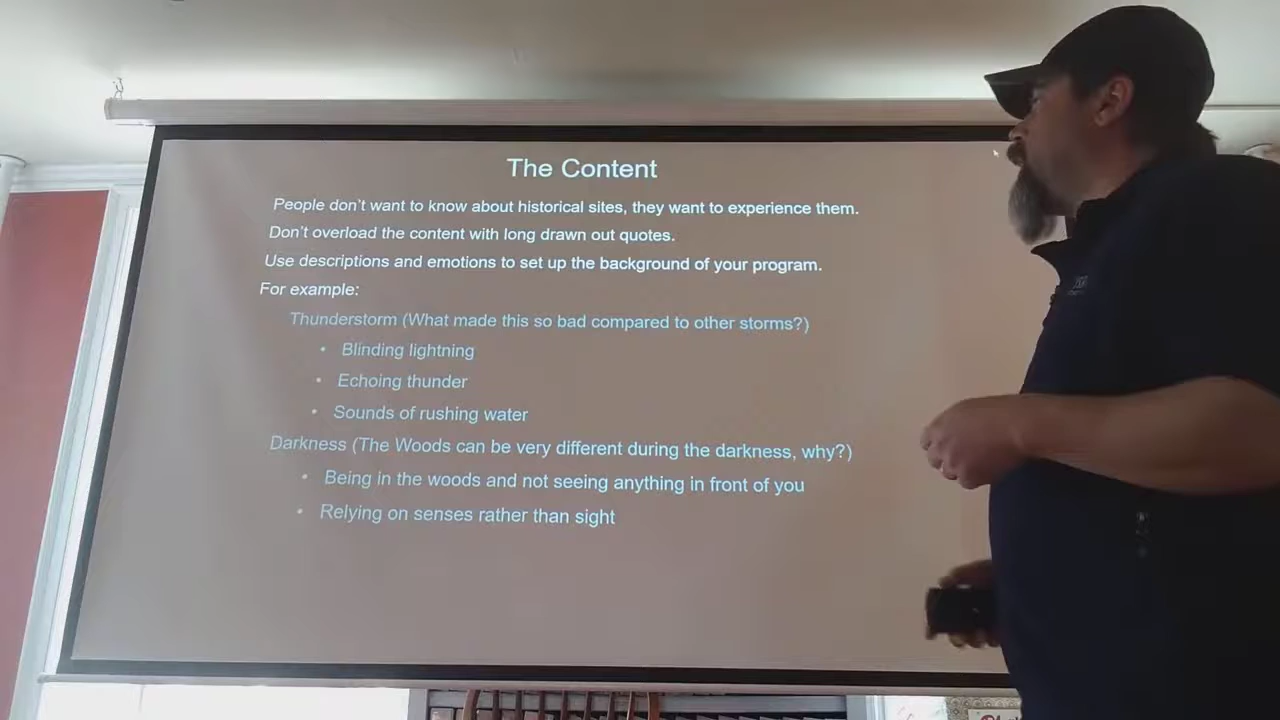 The Content
People don't want to know about historical sites, they want to experience them.
Don't overload the content with long drawn out quotes.
Use descriptions and emotions to set up the background of your program.
For example:
Thunderstorm (What made this so bad compared to other storms?)
• Blinding lightning
• Echoing thunder
• Sounds of rushing water
Darkness (The Woods can be very different during the darkness, why?)
• Being in the woods and not seeing anything in front of you
• Relying on senses rather than sight